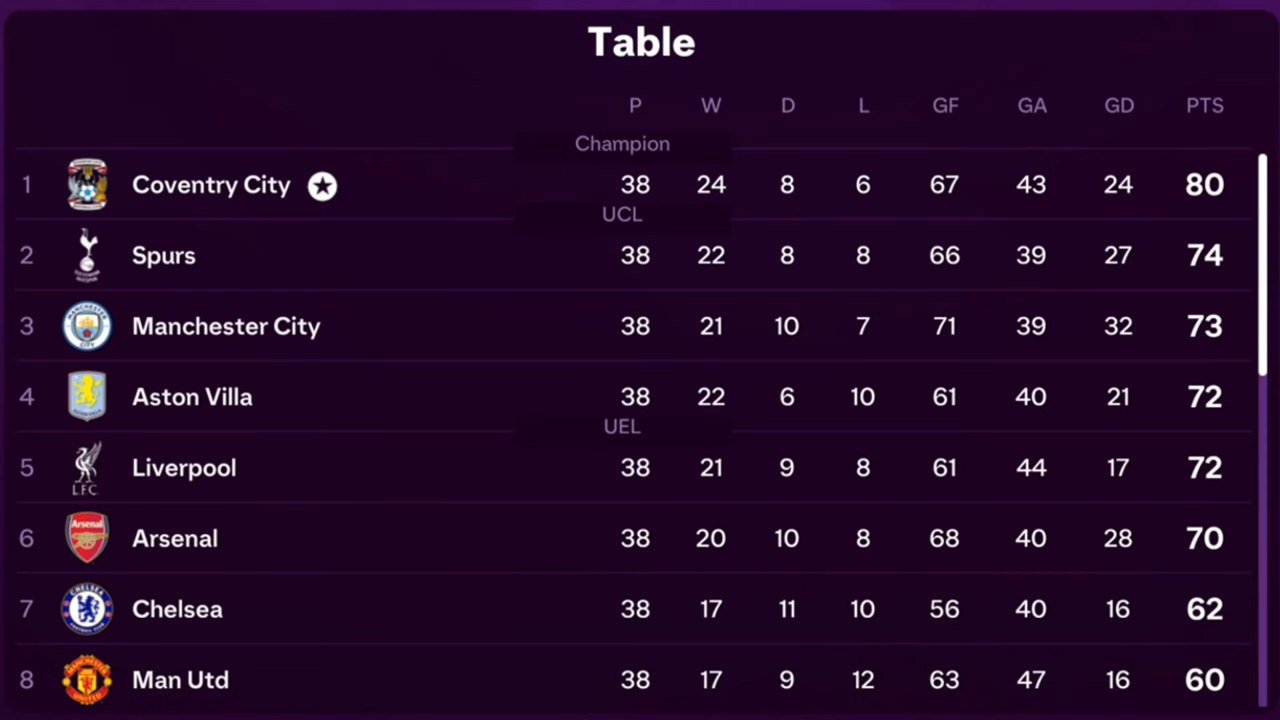 Table
P W D L GF GA GD PTS
Champion
1 Coventry City 38 24 8 6 67 43 24 80
UCL
2 Spurs 38 22 8 8 66 39 27 74
3 Manchester City 38 21 10 7 71 39 32 73
4 Aston Villa 38 22 6 10 61 40 21 72
UEL
5 L.F.C. Liverpool 38 21 9 8 61 44 17 72
6 Arsenal Arsenal 38 20 10 8 68 40 28 70
7 Chelsea 38 17 11 10 56 40 16 62
8 Man Utd 38 17 9 12 63 47 16 60